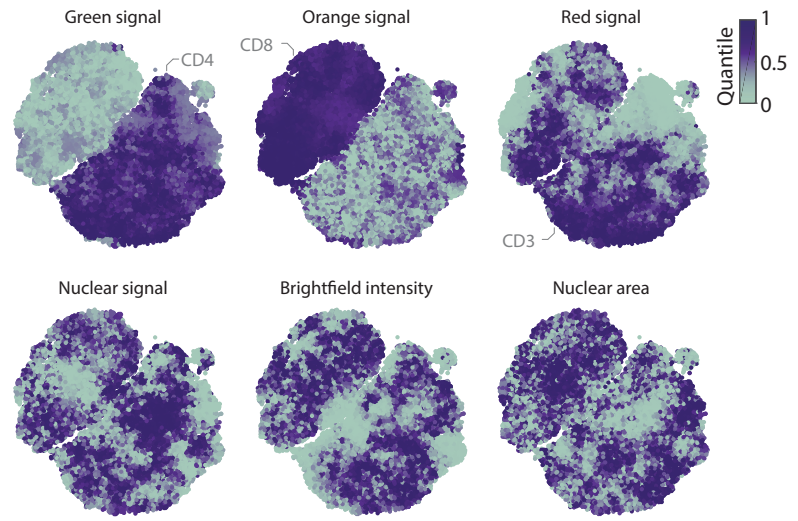 Green signal
Orange signal
Red signal
CD4
CD8
CD3
Quantile
1
0.5
0
Nuclear signal
Brightfield intensity
Nuclear area